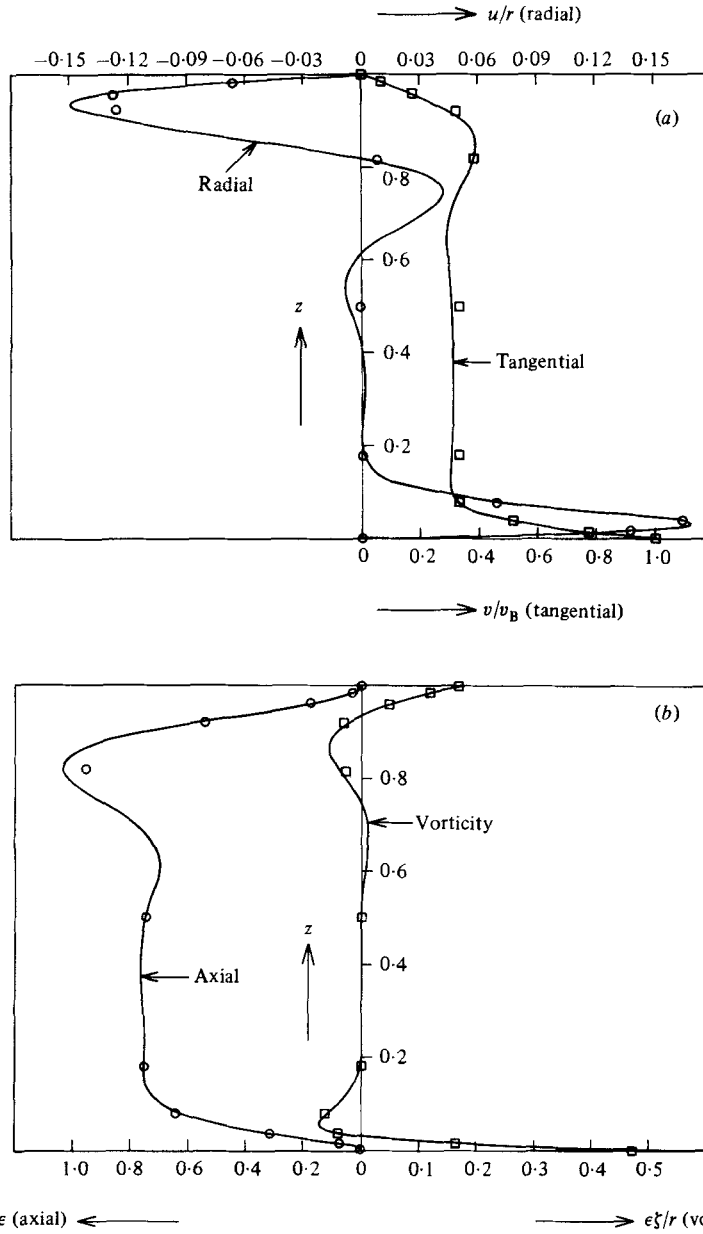 u/r (radial)
−0.15 −0.12 −0.09 −0.06 −0.03 0 0.03 0.06 0.09 0.12 0.15
(a)
Radial
0·8
0·6
z
0·4
Tangential
0·2
0 0.2 0·4 0·6 0.8 1.0
v/v_B (tangential)
(b)
0·8
Vorticity
0·6
z
0·4
Axial
0·2
1·0 0.8 0·6 0·4 0.2 0 0·1 0·2 0·3 0·4 0·5
(axial)
ϵζ/r